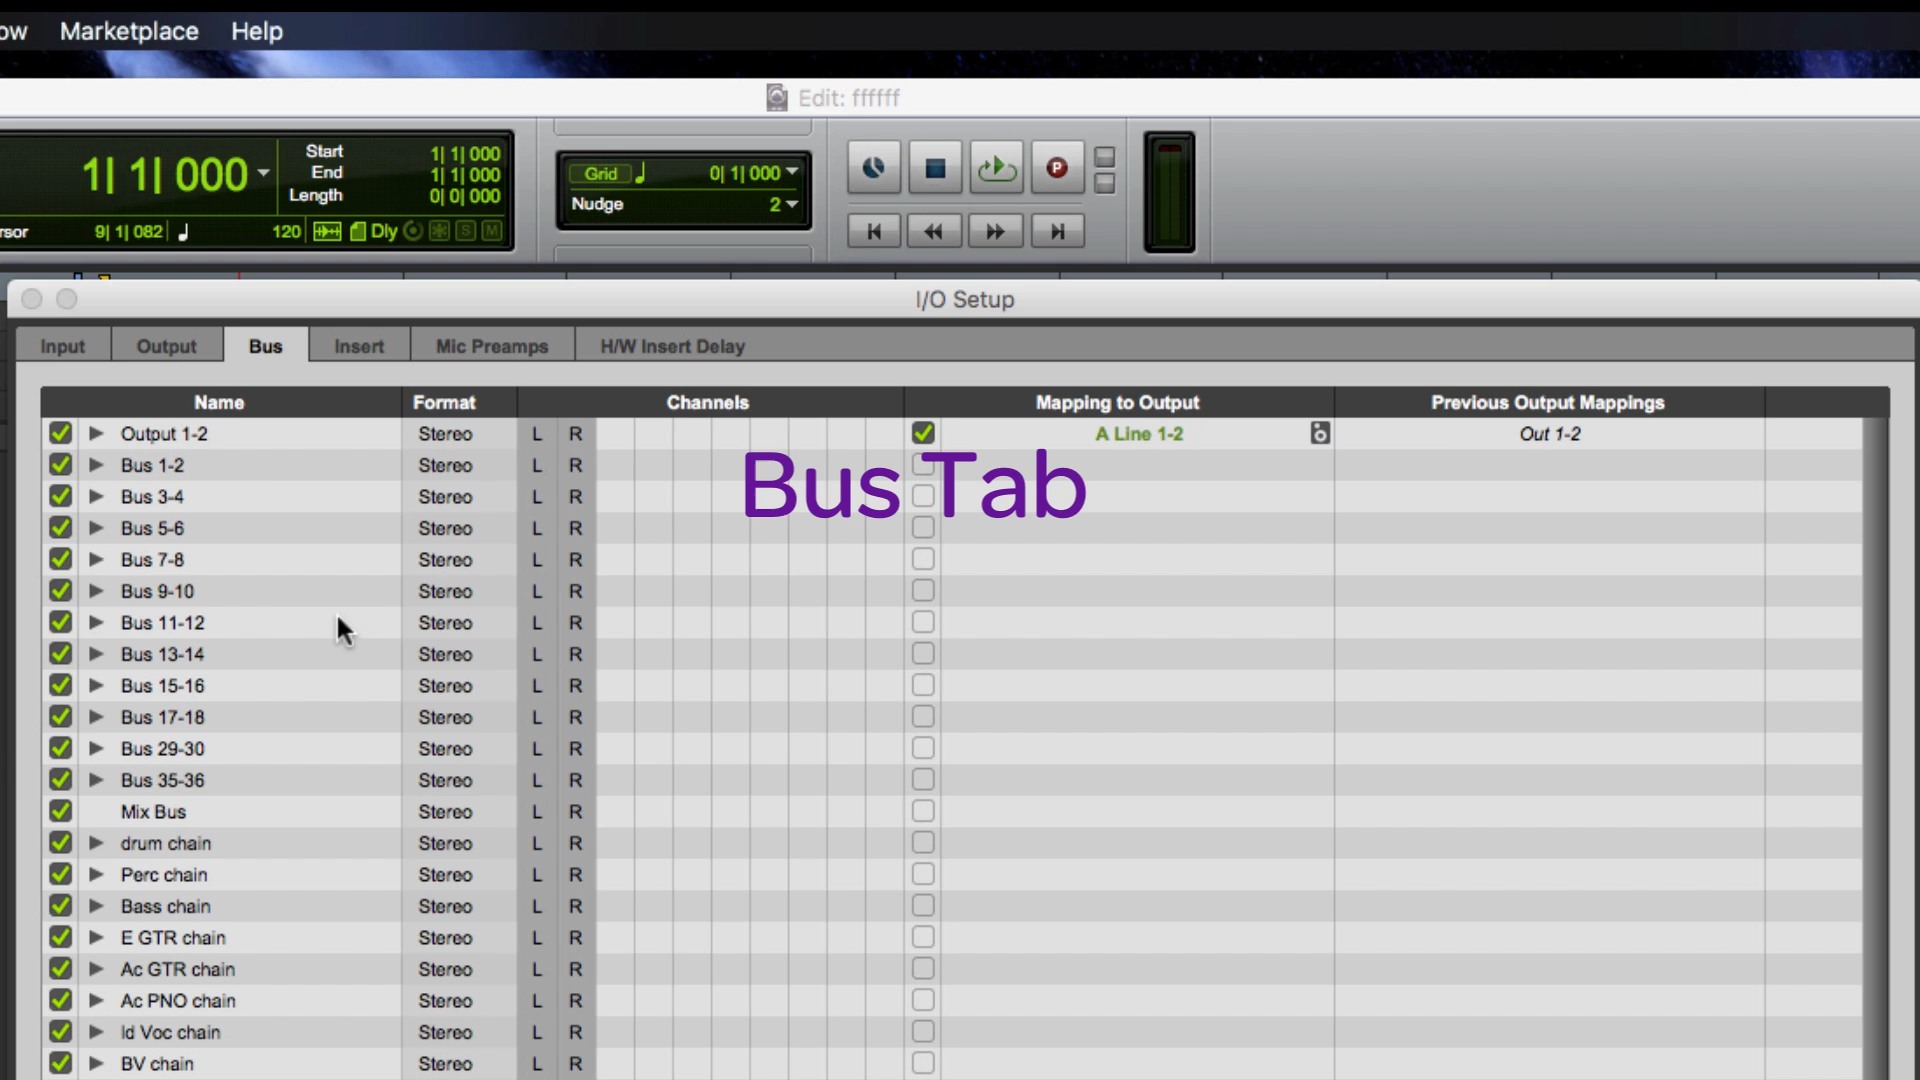 ow Marketplace Help
Edit: ffffff
1| 1| 000
Start 1| 1| 000
End 1| 1| 000
Length 0| 0| 000
rsor 9| 1| 082 120 Dly S M
Grid 0| 1| 000
Nudge 2
P
I/O Setup
Input Output Bus Insert Mic Preamps H/W Insert Delay
Name Format Channels Mapping to Output Previous Output Mappings
Output 1-2 Stereo L R A Line 1-2 Out 1-2
Bus 1-2 Stereo L R
Bus Tab
Bus 3-4 Stereo L R
Bus 5-6 Stereo L R
Bus 7-8 Stereo L R
Bus 9-10 Stereo L R
Bus 11-12 Stereo L R
Bus 13-14 Stereo L R
Bus 15-16 Stereo L R
Bus 17-18 Stereo L R
Bus 29-30 Stereo L R
Bus 35-36 Stereo L R
Mix Bus Stereo L R
drum chain Stereo L R
Perc chain Stereo L R
Bass chain Stereo L R
E GTR chain Stereo L R
Ac GTR chain Stereo L R
Ac PNO chain Stereo L R
ld Voc chain Stereo L R
BV chain Stereo L R